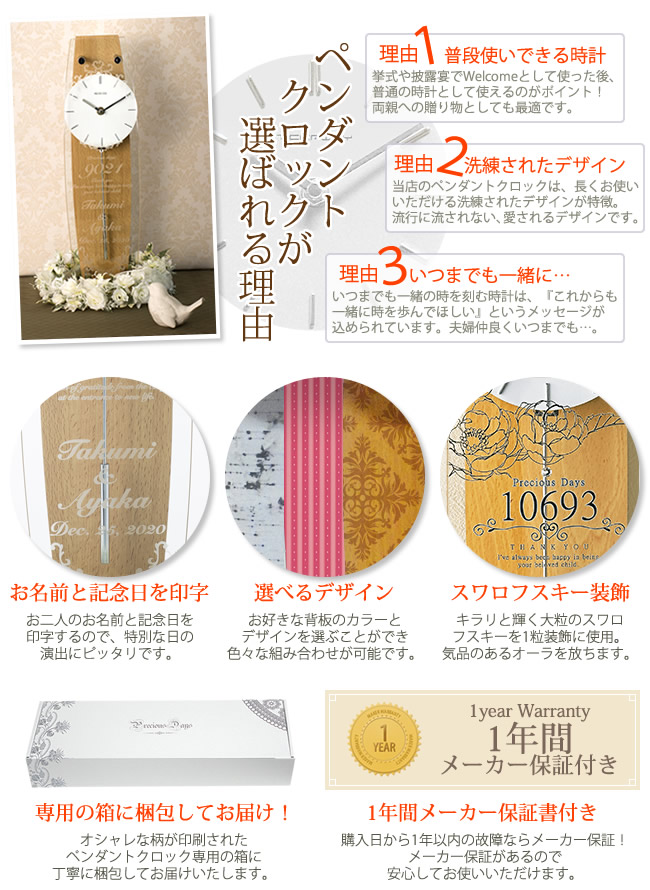 ペンダント
クロックが
選ばれる理由
理由1 普段使いできる時計
挙式や披露宴でWelcomeとして使った後、
普通の時計として使えるのがポイント！
両親への贈り物としても最適です。
理由2 洗練されたデザイン
当店のペンダントクロックは、長くお使い
いただける洗練されたデザインが特徴。
流行に流されない、愛されるデザインです。
理由3 いつまでも一緒に…
いつまでも一緒の時を刻む時計は、『これからも
一緒に時を歩んでほしい』というメッセージが
込められています。夫婦仲良くいつまでも…。
9021
Takumi
&
Ayaka
Takumi
&
Ayaka
Dec. 25, 2020
Precious Days
10693
THANK YOU
I've always been happy in being
your beloved child.
お名前と記念日を印字
お二人のお名前と記念日を
印字するので、特別な日の
演出にピッタリです。
選べるデザイン
お好きな背板のカラーと
デザインを選ぶことができ
色々な組み合わせが可能です。
スワロフスキー装飾
キラリと輝く大粒のスワロ
フスキーを1粒装飾に使用。
気品のあるオーラを放ちます。
Precious Days
専用の箱に梱包してお届け！
オシャレな柄が印刷された
ペンダントクロック専用の箱に
丁寧に梱包してお届けいたします。
1
YEAR
1year Warranty
1年間
メーカー保証付き
1年間メーカー保証書付き
購入日から1年以内の故障ならメーカー保証！
メーカー保証があるので
安心してお使いいただけます。